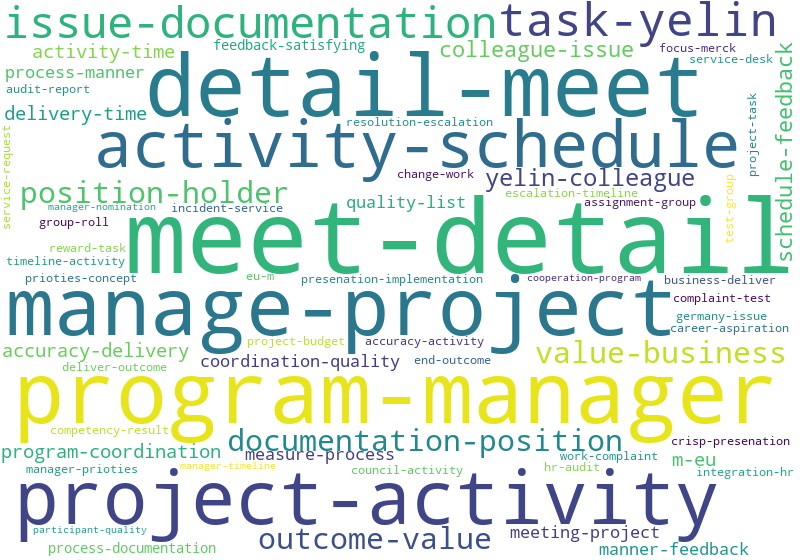 issue-documentation
task-yelin
activity-time
feedback-satisfying
colleague-issue
focus-merck
service-desk
process-manner
audit-report
detail-meet
schedule-feedback
delivery-time
resolution-escalation
project-task
service-request
activity-schedule
change-work
yelin-colleague
position-holder
escalation-timeline
manager-nomination
incident-service
quality-list
assignment-group
test-group
group-roll
meet-detail
reward-task
timeline-activity
prioties-concept
eu-m
presenation-implementation
cooperation-program
business-deliver
manage-project
complaint-test
germany-issue
career-aspiration
project-budget
accuracy-activity
accuracy-delivery
coordination-quality
end-outcome
value-business
deliver-outcome
program-manager
competency-result
documentation-position
crisp-presenation
program-coordination
measure-process
work-complaint
m-eu
manager-prioties
manager-timeline
council-activity
hr-audit
integration-hr
project-activity
participant-quality
outcome-value
meeting-project
process-documentation
manner-feedback